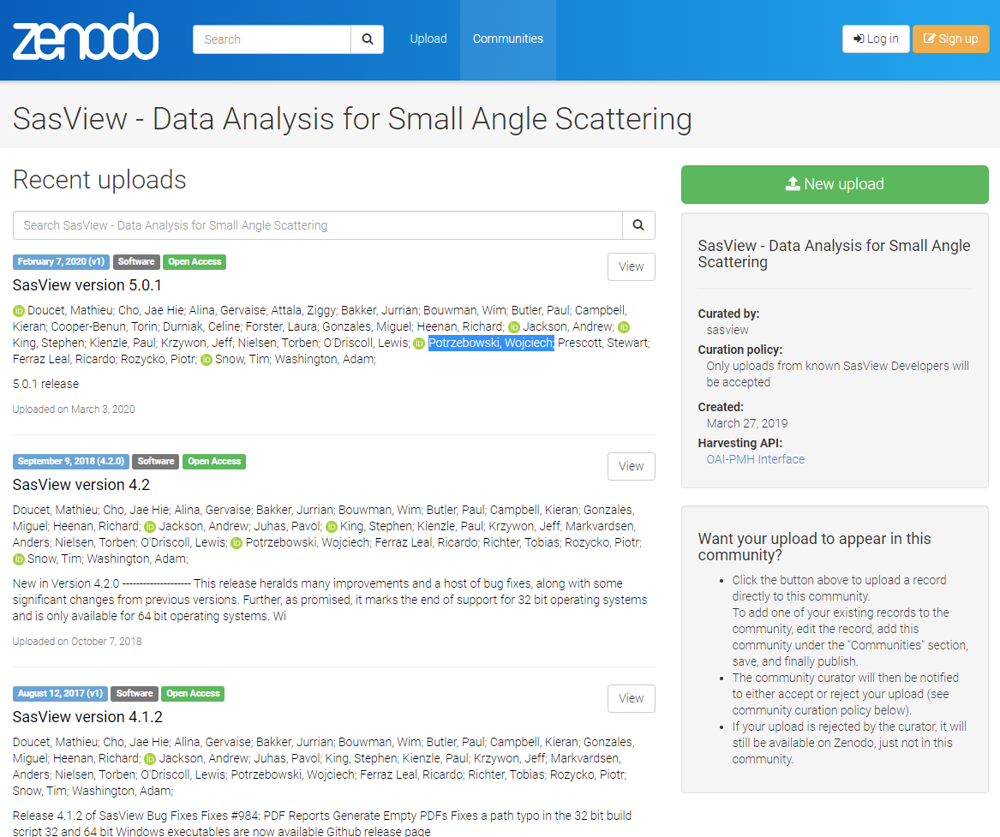 zenodo
Search
Upload
Communities
Log in
Sign up
SasView - Data Analysis for Small Angle Scattering
Recent uploads
Search SasView - Data Analysis for Small Angle Scattering
February 7, 2020 (v1) Software Open Access
View
SasView version 5.0.1
iD Doucet, Mathieu; Cho, Jae Hie; Alina, Gervaise; Attala, Ziggy; Bakker, Jurrian; Bouwman, Wim; Butler, Paul; Campbell,
Kieran; Cooper-Benun, Torin; Durniak, Celine; Forster, Laura; Gonzales, Miguel; Heenan, Richard; iD Jackson, Andrew; iD
King, Stephen; Kienzle, Paul; Krzywon, Jeff; Nielsen, Torben; O'Driscoll, Lewis; iD Potrzebowski, Wojciech; Prescott, Stewart;
Ferraz Leal, Ricardo; Rozycko, Piotr; iD Snow, Tim; Washington, Adam;
5.0.1 release
Uploaded on March 3, 2020
September 9, 2018 (4.2.0) Software Open Access
View
SasView version 4.2
Doucet, Mathieu; Cho, Jae Hie; Alina, Gervaise; Bakker, Jurrian; Bouwman, Wim; Butler, Paul; Campbell, Kieran; Gonzales,
Miguel; Heenan, Richard; iD Jackson, Andrew; Juhas, Pavol; iD King, Stephen; Kienzle, Paul; Krzywon, Jeff; Markvardsen,
Anders; Nielsen, Torben; O'Driscoll, Lewis; iD Potrzebowski, Wojciech; Ferraz Leal, Ricardo; Richter, Tobias; Rozycko, Piotr;
iD Snow, Tim; Washington, Adam;
New in Version 4.2.0 -------------------- This release heralds many improvements and a host of bug fixes, along with some
significant changes from previous versions. Further, as promised, it marks the end of support for 32 bit operating systems
and is only available for 64 bit operating systems. Wi
Uploaded on October 7, 2018
August 12, 2017 (v1) Software Open Access
View
SasView version 4.1.2
Doucet, Mathieu; Cho, Jae Hie; Alina, Gervaise; Bakker, Jurrian; Bouwman, Wim; Butler, Paul; Campbell, Kieran; Gonzales,
Miguel; Heenan, Richard; iD Jackson, Andrew; Juhas, Pavol; King, Stephen; Kienzle, Paul; Krzywon, Jeff; Markvardsen,
Anders; Nielsen, Torben; O'Driscoll, Lewis; Potrzebowski, Wojciech; Ferraz Leal, Ricardo; Richter, Tobias; Rozycko, Piotr;
Snow, Tim; Washington, Adam;
Release 4.1.2 of SasView Bug Fixes Fixes #984: PDF Reports Generate Empty PDFs Fixes a path typo in the 32 bit build
script 32 and 64 bit Windows executables are now available Github release page
New upload
SasView - Data Analysis for Small Angle
Scattering
Curated by:
sasview
Curation policy:
Only uploads from known SasView Developers will
be accepted
Created:
March 27, 2019
Harvesting API:
OAI-PMH Interface
Want your upload to appear in this
community?
• Click the button above to upload a record
directly to this community.
To add one of your existing records to the
community, edit the record, add this
community under the "Communities" section,
save, and finally publish.
• The community curator will then be notified
to either accept or reject your upload (see
community curation policy below).
• If your upload is rejected by the curator, it will
still be available on Zenodo, just not in this
community.